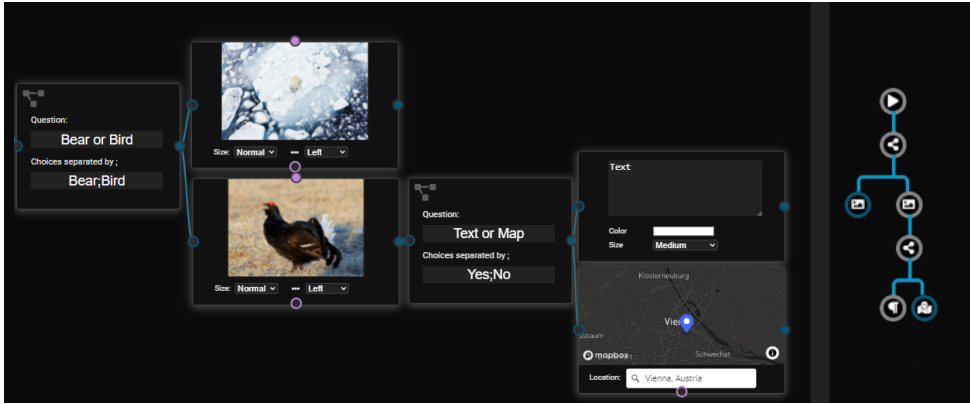 Question:
Bear or Bird
Choices separated by ;
Bear;Bird
Size: Normal Left
Size: Normal Left
Question:
Text or Map
Choices separated by ;
Yes;No
Text
Color
Size Medium
Klosterneuburg
Vie
Schwechat
mapbox
Location: Vienna, Austria